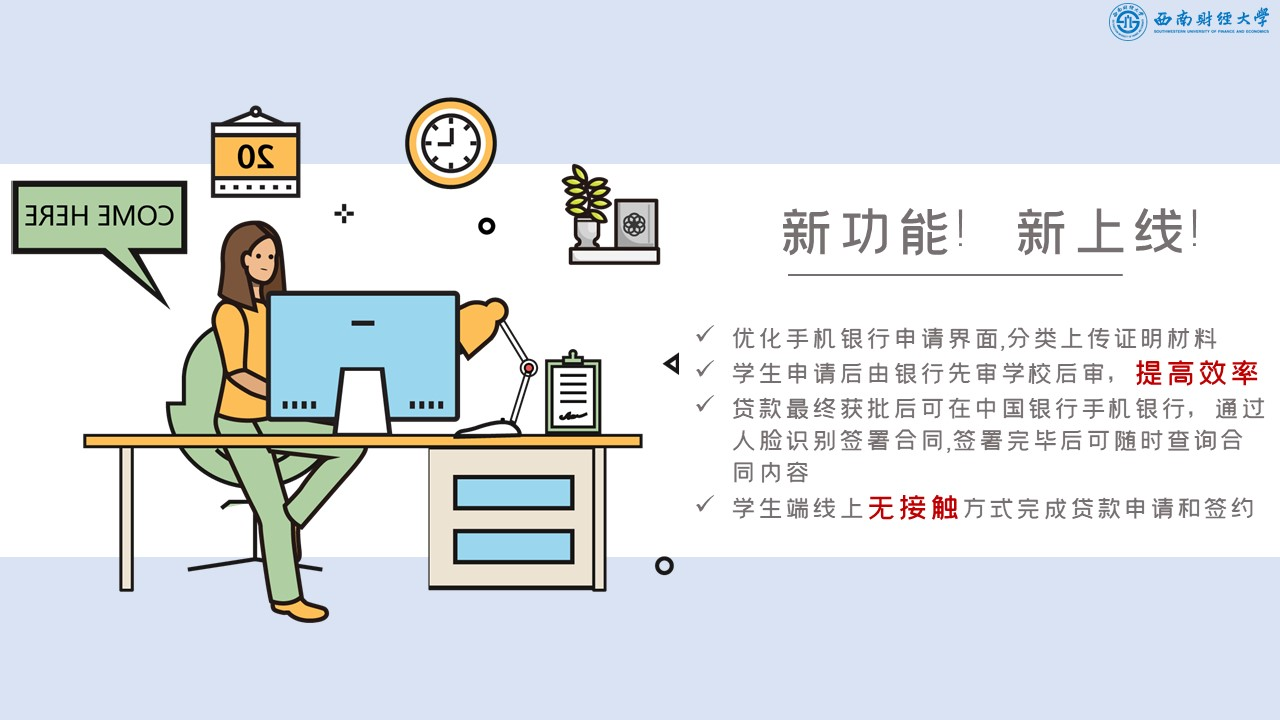 西南财经大学
SOUTHWESTERN UNIVERSITY OF FINANCE AND ECONOMICS
20
COME HERE
新功能! 新上线!
✓ 优化手机银行申请界面,分类上传证明材料
✓ 学生申请后由银行先审学校后审，提高效率
✓ 贷款最终获批后可在中国银行手机银行，通过
人脸识别签署合同,签署完毕后可随时查询合
同内容
✓ 学生端线上无接触方式完成贷款申请和签约